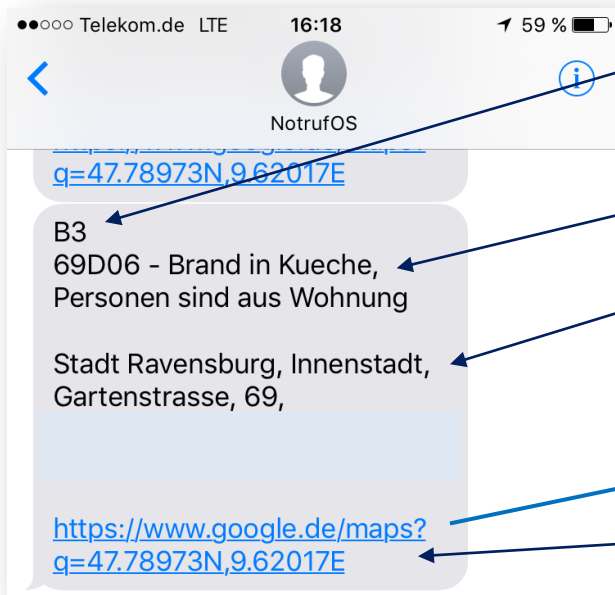 Telekom.de LTE 16:18 59 %
NotrufOS
q=47.78973N,9.62017E
B3
69D06 - Brand in Kueche,
Personen sind aus Wohnung
Stadt Ravensburg, Innenstadt,
Gartenstrasse, 69,
https://www.google.de/maps?
q=47.78973N,9.62017E